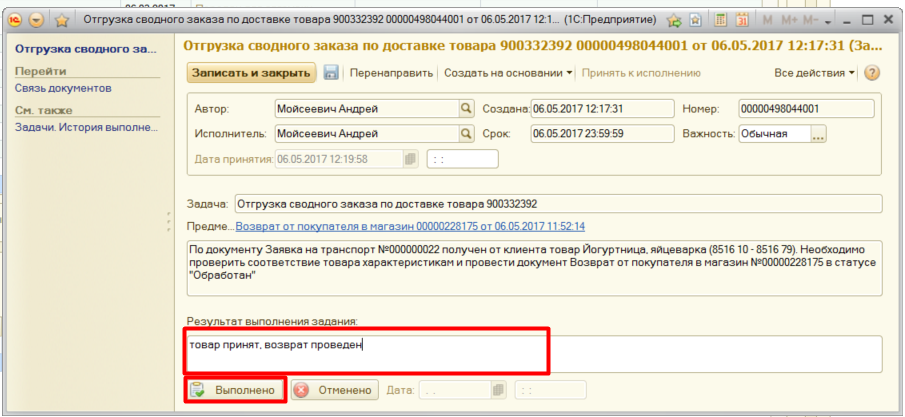 06.03.2017
Отгрузка сводного заказа по доставке товара 900332392 00000498044001 от 06.05.2017 12:1... (1С:Предприятие) M M+ M-
Отгрузка сводного за...
Перейти
Связь документов
См. также
Задачи. История выполне...
Отгрузка сводного заказа по доставке товара 900332392 00000498044001 от 06.05.2017 12:17:31 (За...
Записать и закрыть Перенаправить Создать на основании Принять к исполнению Все действия
Автор: Мойсеевич Андрей Создана: 06.05.2017 12:17:31 Номер: 00000498044001
Исполнитель: Мойсеевич Андрей Срок: 06.05.2017 23:59:59 Важность: Обычная ...
Дата принятия: 06.05.2017 12:19:58 : :
Задача: Отгрузка сводного заказа по доставке товара 900332392
Предме... Возврат от покупателя в магазин 00000228175 от 06.05.2017 11:52:14
По документу Заявка на транспорт №000000022 получен от клиента товар Йогуртница, яйцеварка (8516 10 - 8516 79). Необходимо
проверить соответствие товара характеристикам и провести документ Возврат от покупателя в магазин №00000228175 в статусе
"Обработан"
Результат выполнения задания:
товар принят, возврат проведен
Выполнено Отменено Дата: . . : :